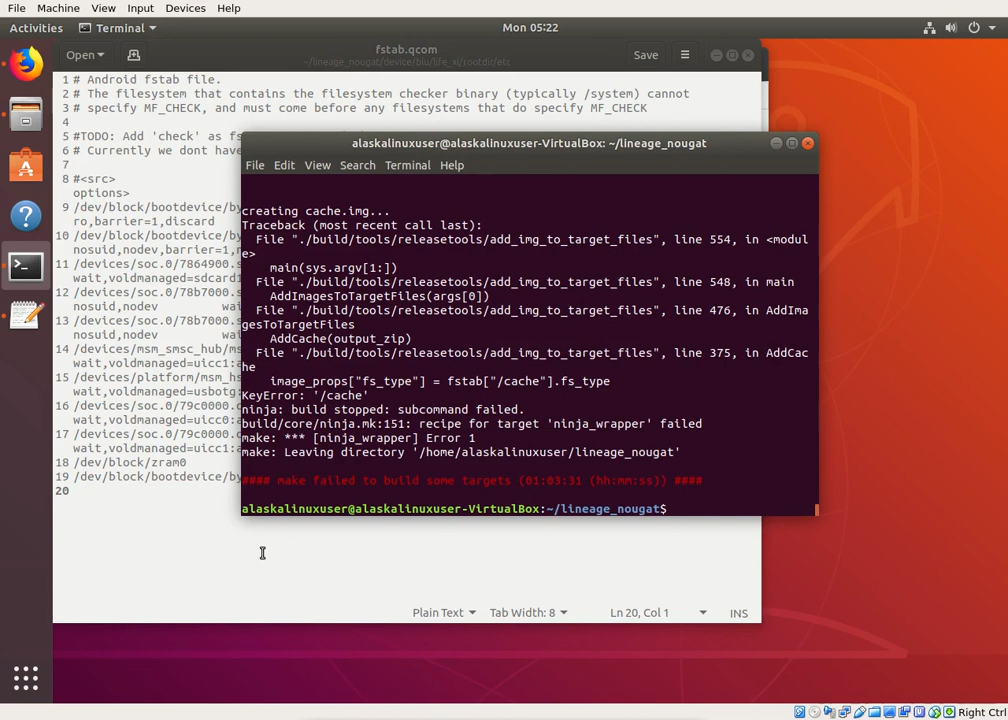 File Machine View Input Devices Help
Activities Terminal Mon 05:22
Open fstab.qcom Save
~/lineage_nougat/device/blu/life_xl/rootdir/etc
1 # Android fstab file.
2 # The filesystem that contains the filesystem checker binary (typically /system) cannot
3 # specify MF_CHECK, and must come before any filesystems that do specify MF_CHECK
4
5 #TODO: Add 'check' as fs
6 # Currently we dont have
7
8 #<src>
options>
9 /dev/block/bootdevice/by
ro,barrier=1,discard
10 /dev/block/bootdevice/by
nosuid,nodev,barrier=1,n
11 /devices/soc.0/7864900.s
wait,voldmanaged=sdcard1
12 /devices/soc.0/78b7000.s
nosuid,nodev wai
13 /devices/soc.0/78b7000.s
nosuid,nodev wai
14 /devices/msm_smsc_hub/ms
wait,voldmanaged=uicc1:a
15 /devices/platform/msm_hs
wait,voldmanaged=usbotg:
16 /devices/soc.0/79c0000.q
wait,voldmanaged=uicc0:a
17 /devices/soc.0/79c0000.q
wait,voldmanaged=uicc1:a
18 /dev/block/zram0
19 /dev/block/bootdevice/by
20
alaskalinuxuser@alaskalinuxuser-VirtualBox: ~/lineage_nougat
File Edit View Search Terminal Help
creating cache.img...
Traceback (most recent call last):
File "./build/tools/releasetools/add_img_to_target_files", line 554, in <modul
e>
main(sys.argv[1:])
File "./build/tools/releasetools/add_img_to_target_files", line 548, in main
AddImagesToTargetFiles(args[0])
File "./build/tools/releasetools/add_img_to_target_files", line 476, in AddIma
gesToTargetFiles
AddCache(output_zip)
File "./build/tools/releasetools/add_img_to_target_files", line 375, in AddCac
he
image_props["fs_type"] = fstab["/cache"].fs_type
KeyError: '/cache'
ninja: build stopped: subcommand failed.
build/core/ninja.mk:151: recipe for target 'ninja_wrapper' failed
make: *** [ninja_wrapper] Error 1
make: Leaving directory '/home/alaskalinuxuser/lineage_nougat'
#### make failed to build some targets (01:03:31 (hh:mm:ss)) ####
alaskalinuxuser@alaskalinuxuser-VirtualBox:~/lineage_nougat$
Plain Text Tab Width: 8 Ln 20, Col 1 INS
Right Ctrl